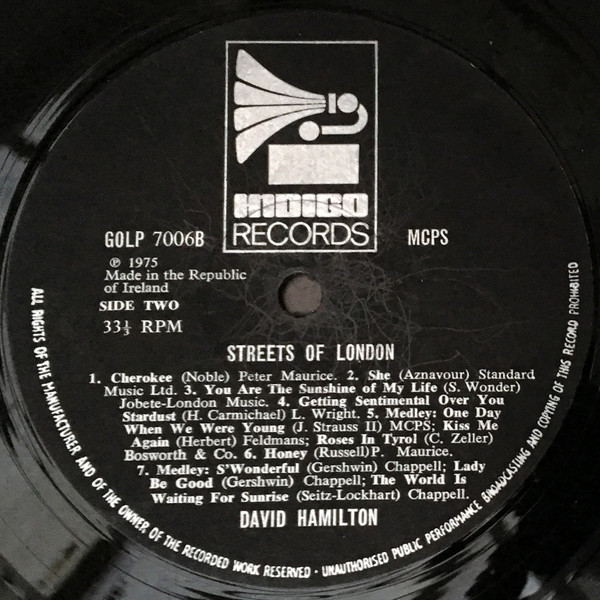 INDIGO
RECORDS
GOLP 7006B
MCPS
℗ 1975
Made in the Republic
of Ireland
SIDE TWO
33⅓ RPM
STREETS OF LONDON
1. Cherokee (Noble) Peter Maurice. 2. She (Aznavour) Standard
Music Ltd. 3. You Are The Sunshine of My Life (S. Wonder)
Jobete-London Music. 4. Getting Sentimental Over You
Stardust (H. Carmichael) L. Wright. 5. Medley: One Day
When We Were Young (J. Strauss II) MCPS; Kiss Me
Again (Herbert) Feldmans; Roses In Tyrol (C. Zeller)
Bosworth & Co. 6. Honey (Russell) P. Maurice.
7. Medley: S'Wonderful (Gershwin) Chappell; Lady
Be Good (Gershwin) Chappell; The World Is
Waiting For Sunrise (Seitz-Lockhart) Chappell.
DAVID HAMILTON
ALL RIGHTS OF THE MANUFACTURER AND OF THE OWNER OF THE RECORDED WORK RESERVED · UNAUTHORISED PUBLIC PERFORMANCE BROADCASTING AND COPYING OF THIS RECORD PROHIBITED